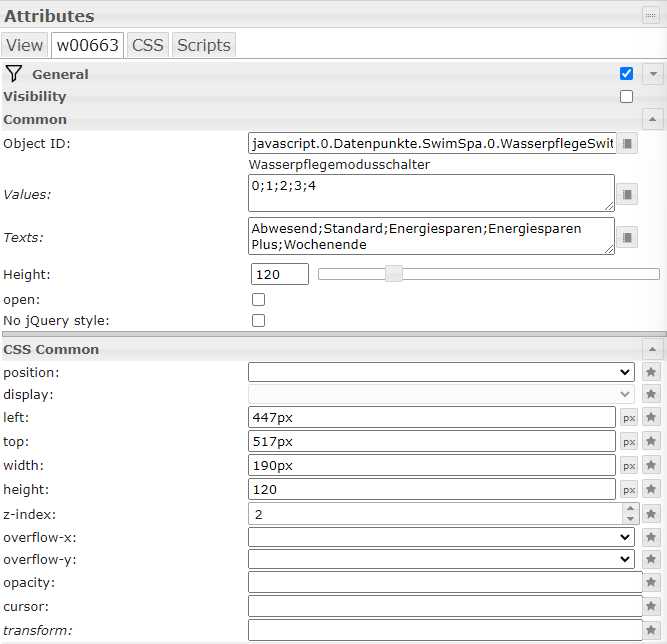 Attributes
View w00663 CSS Scripts
General
Visibility
Common
Object ID: javascript.0.Datenpunkte.SwimSpa.0.WasserpflegeSwit
Wasserpflegemodusschalter
Values: 0;1;2;3;4
Texts: Abwesend;Standard;Energiesparen;Energiesparen
Plus;Wochenende
Height: 120
open:
No jQuery style:
CSS Common
position:
display:
left: 447px px
top: 517px px
width: 190px px
height: 120 px
z-index: 2
overflow-x:
overflow-y:
opacity:
cursor:
transform: